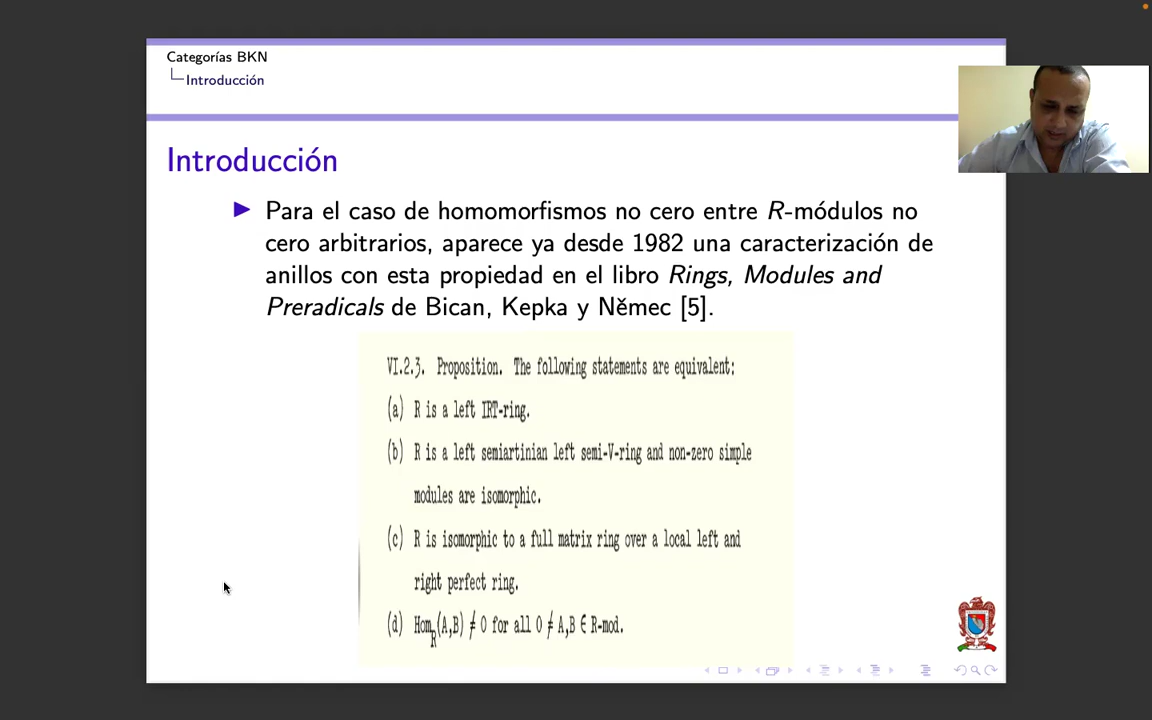 Categorías BKN
Introducción
Introducción
Para el caso de homomorfismos no cero entre R-módulos no
cero arbitrarios, aparece ya desde 1982 una caracterización de
anillos con esta propiedad en el libro Rings, Modules and
Preradicals de Bican, Kepka y Němec [5].
VI.2.3. Proposition. The following statements are equivalent:
(a) R is a left IRT-ring.
(b) R is a left semiartinian left semi-V-ring and non-zero simple
modules are isomorphic.
(c) R is isomorphic to a full matrix ring over a local left and
right perfect ring.
(d) Hom_R(A,B) ≠ 0 for all 0 ≠ A,B ∈ R-mod.